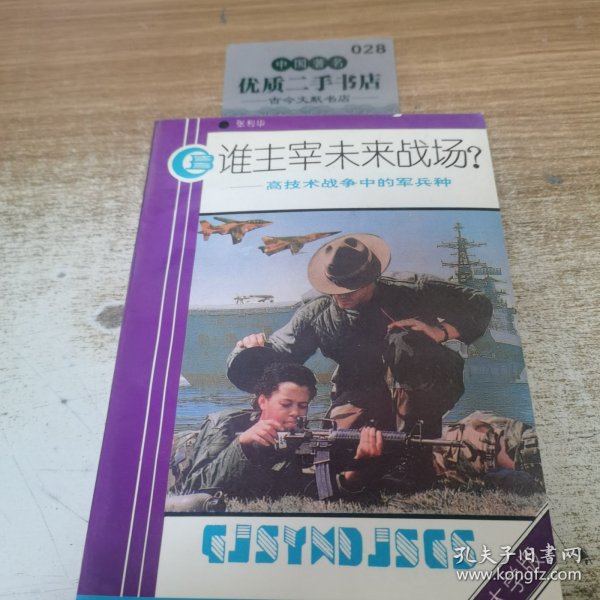 028
中国著名
优质二手书店
——古今文献书店
张利华
谁主宰未来战场?
——高技术战争中的军兵种
QJSYMDJSCS
孔夫子旧书网